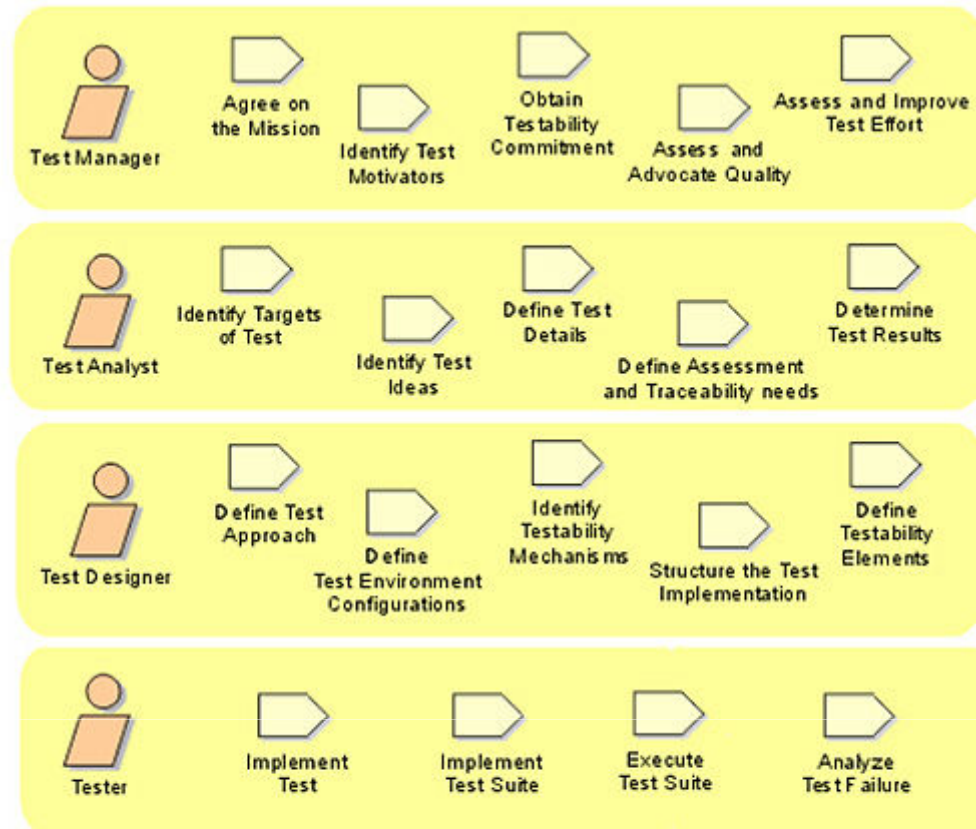 Test Manager
Agree on
the Mission
Identify Test
Motivators
Obtain
Testability
Commitment
Assess and
Advocate Quality
Assess and Improve
Test Effort
Test Analyst
Identify Targets
of Test
Identify Test
Ideas
Define Test
Details
Define Assessment
and Traceability needs
Determine
Test Results
Test Designer
Define Test
Approach
Define
Test Environment
Configurations
Identify
Testability
Mechanisms
Structure the Test
Implementation
Define
Testability
Elements
Tester
Implement
Test
Implement
Test Suite
Execute
Test Suite
Analyze
Test Failure